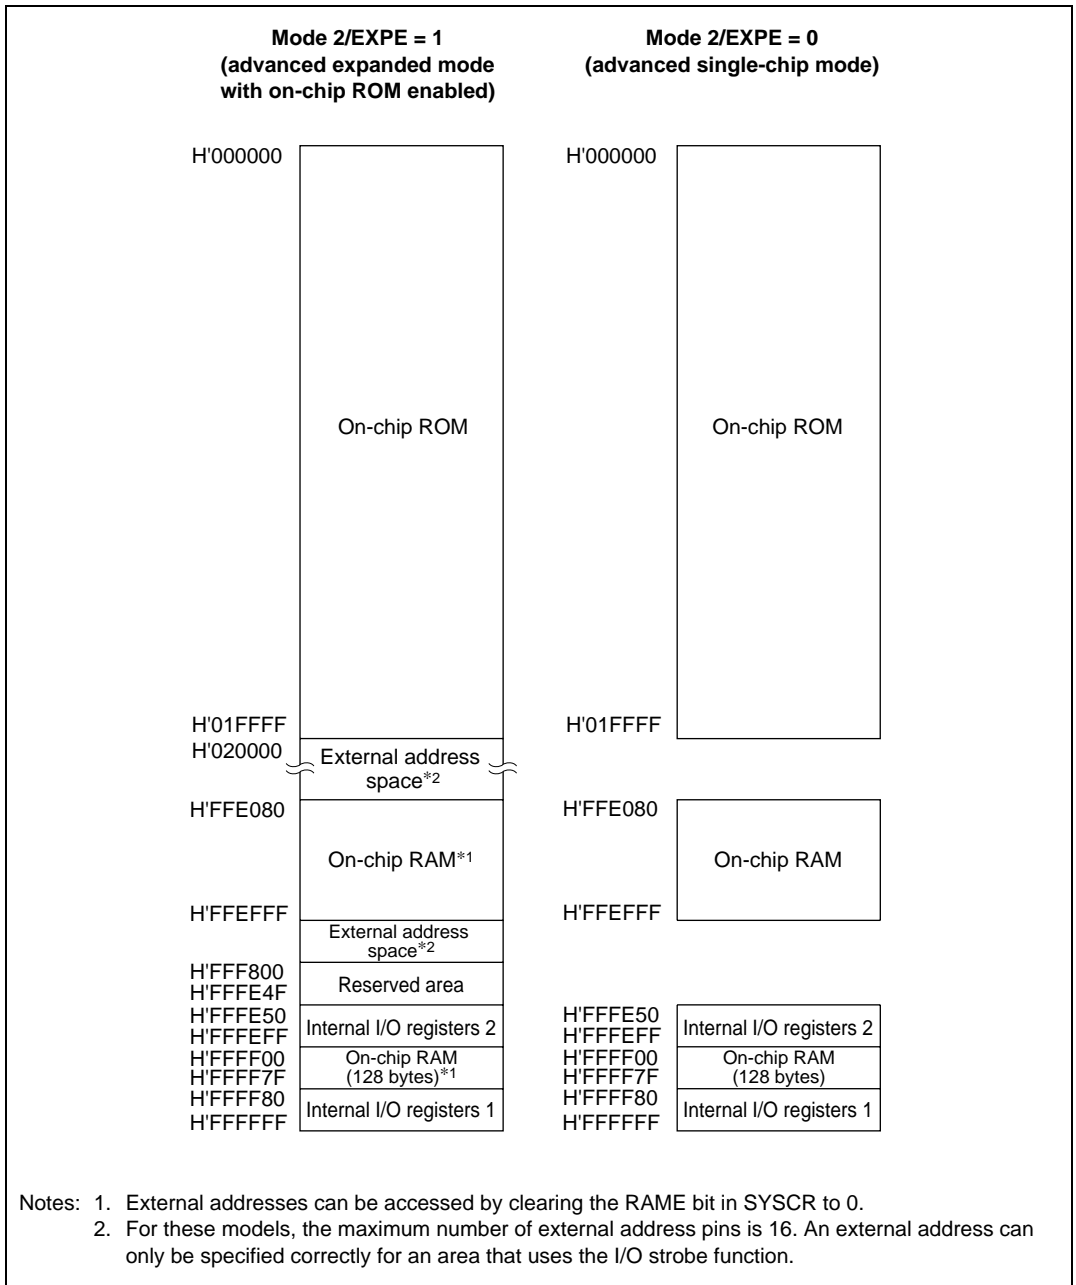 Mode 2/EXPE = 1
(advanced expanded mode
with on-chip ROM enabled)
Mode 2/EXPE = 0
(advanced single-chip mode)
H'000000
On-chip ROM
H'01FFFF
H'020000
External address
space*2
H'FFE080
On-chip RAM*1
H'FFEFFF
External address
space*2
H'FFF800
Reserved area
H'FFFE4F
H'FFFE50
Internal I/O registers 2
H'FFFEFF
H'FFFF00
On-chip RAM
(128 bytes)*1
H'FFFF7F
H'FFFF80
Internal I/O registers 1
H'FFFFFF
H'000000
On-chip ROM
H'01FFFF
H'FFE080
On-chip RAM
H'FFEFFF
H'FFFE50
Internal I/O registers 2
H'FFFEFF
H'FFFF00
On-chip RAM
(128 bytes)
H'FFFF7F
H'FFFF80
Internal I/O registers 1
H'FFFFFF
Notes: 1. External addresses can be accessed by clearing the RAME bit in SYSCR to 0.
2. For these models, the maximum number of external address pins is 16. An external address can
only be specified correctly for an area that uses the I/O strobe function.